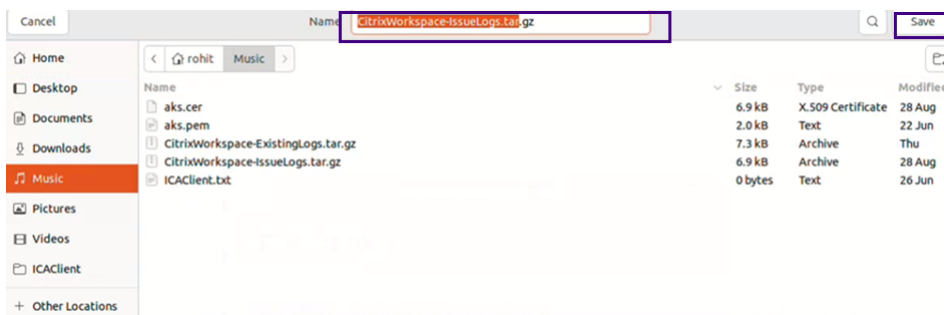 Cancel Name CitrixWorkspace-IssueLogs.tar.gz Save
Home
Desktop
Documents
Downloads
Music
Pictures
Videos
ICAClient
+ Other Locations
rohit Music
Name Size Type Modified
aks.cer 6.9 kB X.509 Certificate 28 Aug
aks.pem 2.0 kB Text 22 Jun
CitrixWorkspace-ExistingLogs.tar.gz 7.3 kB Archive Thu
CitrixWorkspace-IssueLogs.tar.gz 6.9 kB Archive 28 Aug
ICAClient.txt 0 bytes Text 26 Jun